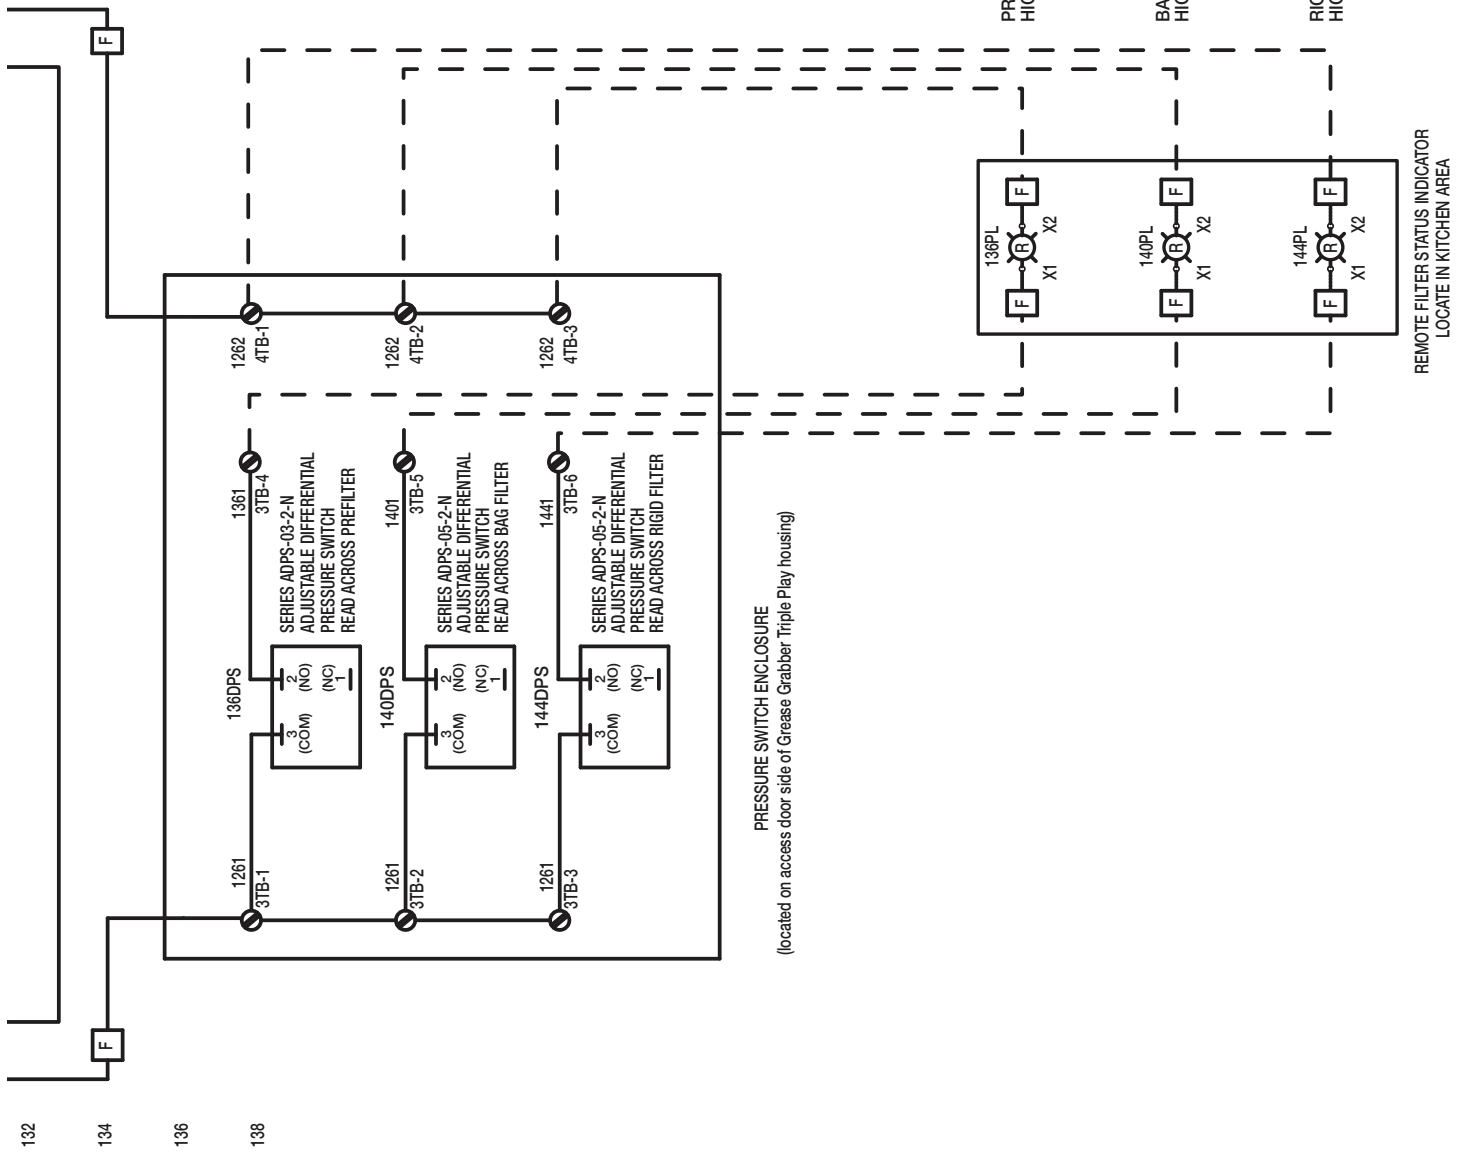 132
134
136
138
F
F
1261
3TB-1
1261
3TB-2
1261
3TB-3
136DPS
3
(COM)
2
(NO)
(NC)
1
SERIES ADPS-03-2-N
ADJUSTABLE DIFFERENTIAL
PRESSURE SWITCH
READ ACROSS PREFILTER
140DPS
3
(COM)
2
(NO)
(NC)
1
SERIES ADPS-05-2-N
ADJUSTABLE DIFFERENTIAL
PRESSURE SWITCH
READ ACROSS BAG FILTER
144DPS
3
(COM)
2
(NO)
(NC)
1
SERIES ADPS-05-2-N
ADJUSTABLE DIFFERENTIAL
PRESSURE SWITCH
READ ACROSS RIGID FILTER
1361
3TB-4
1401
3TB-5
1441
3TB-6
1262
4TB-1
1262
4TB-2
1262
4TB-3
PRESSURE SWITCH ENCLOSURE
(located on access door side of Grease Grabber Triple Play housing)
136PL
F
X1
R
X2
F
140PL
F
X1
R
X2
F
144PL
F
X1
R
X2
F
REMOTE FILTER STATUS INDICATOR
LOCATE IN KITCHEN AREA